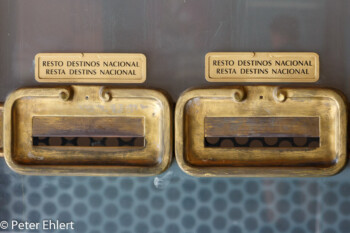 RESTO DESTINOS NACIONAL
RESTA DESTINS NACIONAL
RESTO DESTINOS NACIONAL
RESTA DESTINS NACIONAL
© Peter Ehlert